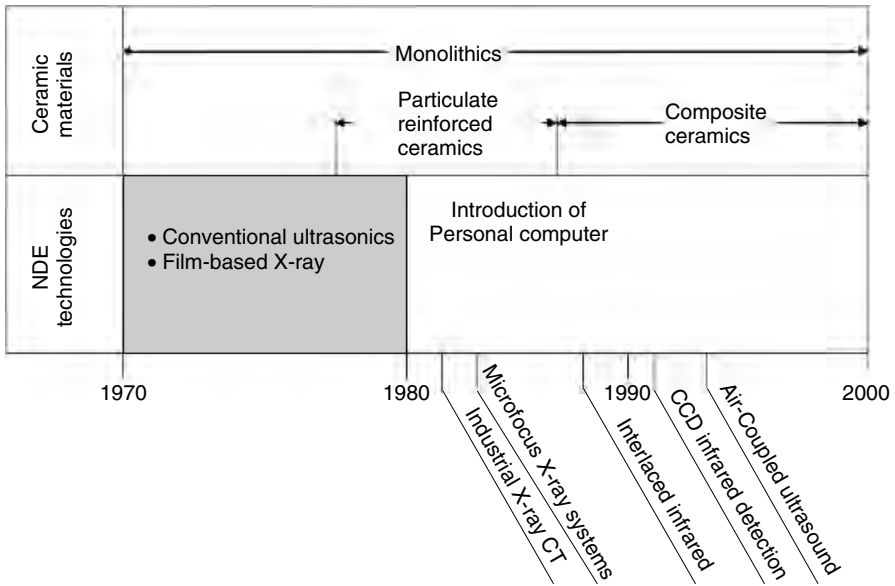 Ceramic
materials
Monolithics
Particulate
reinforced
ceramics
Composite
ceramics
NDE
technologies
• Conventional ultrasonics
• Film-based X-ray
Introduction of
Personal computer
1970
1980
1990
2000
Industrial X-ray CT
Microfocus X-ray systems
Interlaced infrared
CCD infrared detection
Air-Coupled ultrasound